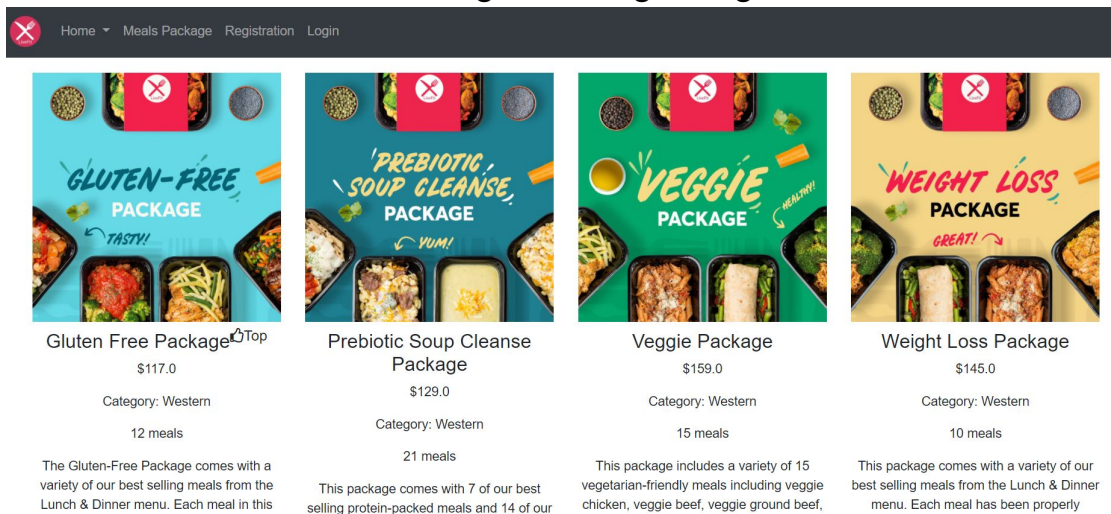 Home Meals Package Registration Login
GLUTEN-FREE
PACKAGE
TASTY!
PREBIOTIC
SOUP CLEANSE
PACKAGE
YUM!
VEGGIE
PACKAGE
HEALTHY!
WEIGHT LOSS
PACKAGE
GREAT!
Gluten Free Package Top
$117.0
Category: Western
12 meals
The Gluten-Free Package comes with a
variety of our best selling meals from the
Lunch & Dinner menu. Each meal in this
Prebiotic Soup Cleanse
Package
$129.0
Category: Western
21 meals
This package comes with 7 of our best
selling protein-packed meals and 14 of our
Veggie Package
$159.0
Category: Western
15 meals
This package includes a variety of 15
vegetarian-friendly meals including veggie
chicken, veggie beef, veggie ground beef,
Weight Loss Package
$145.0
Category: Western
10 meals
This package comes with a variety of our
best selling meals from the Lunch & Dinner
menu. Each meal has been properly